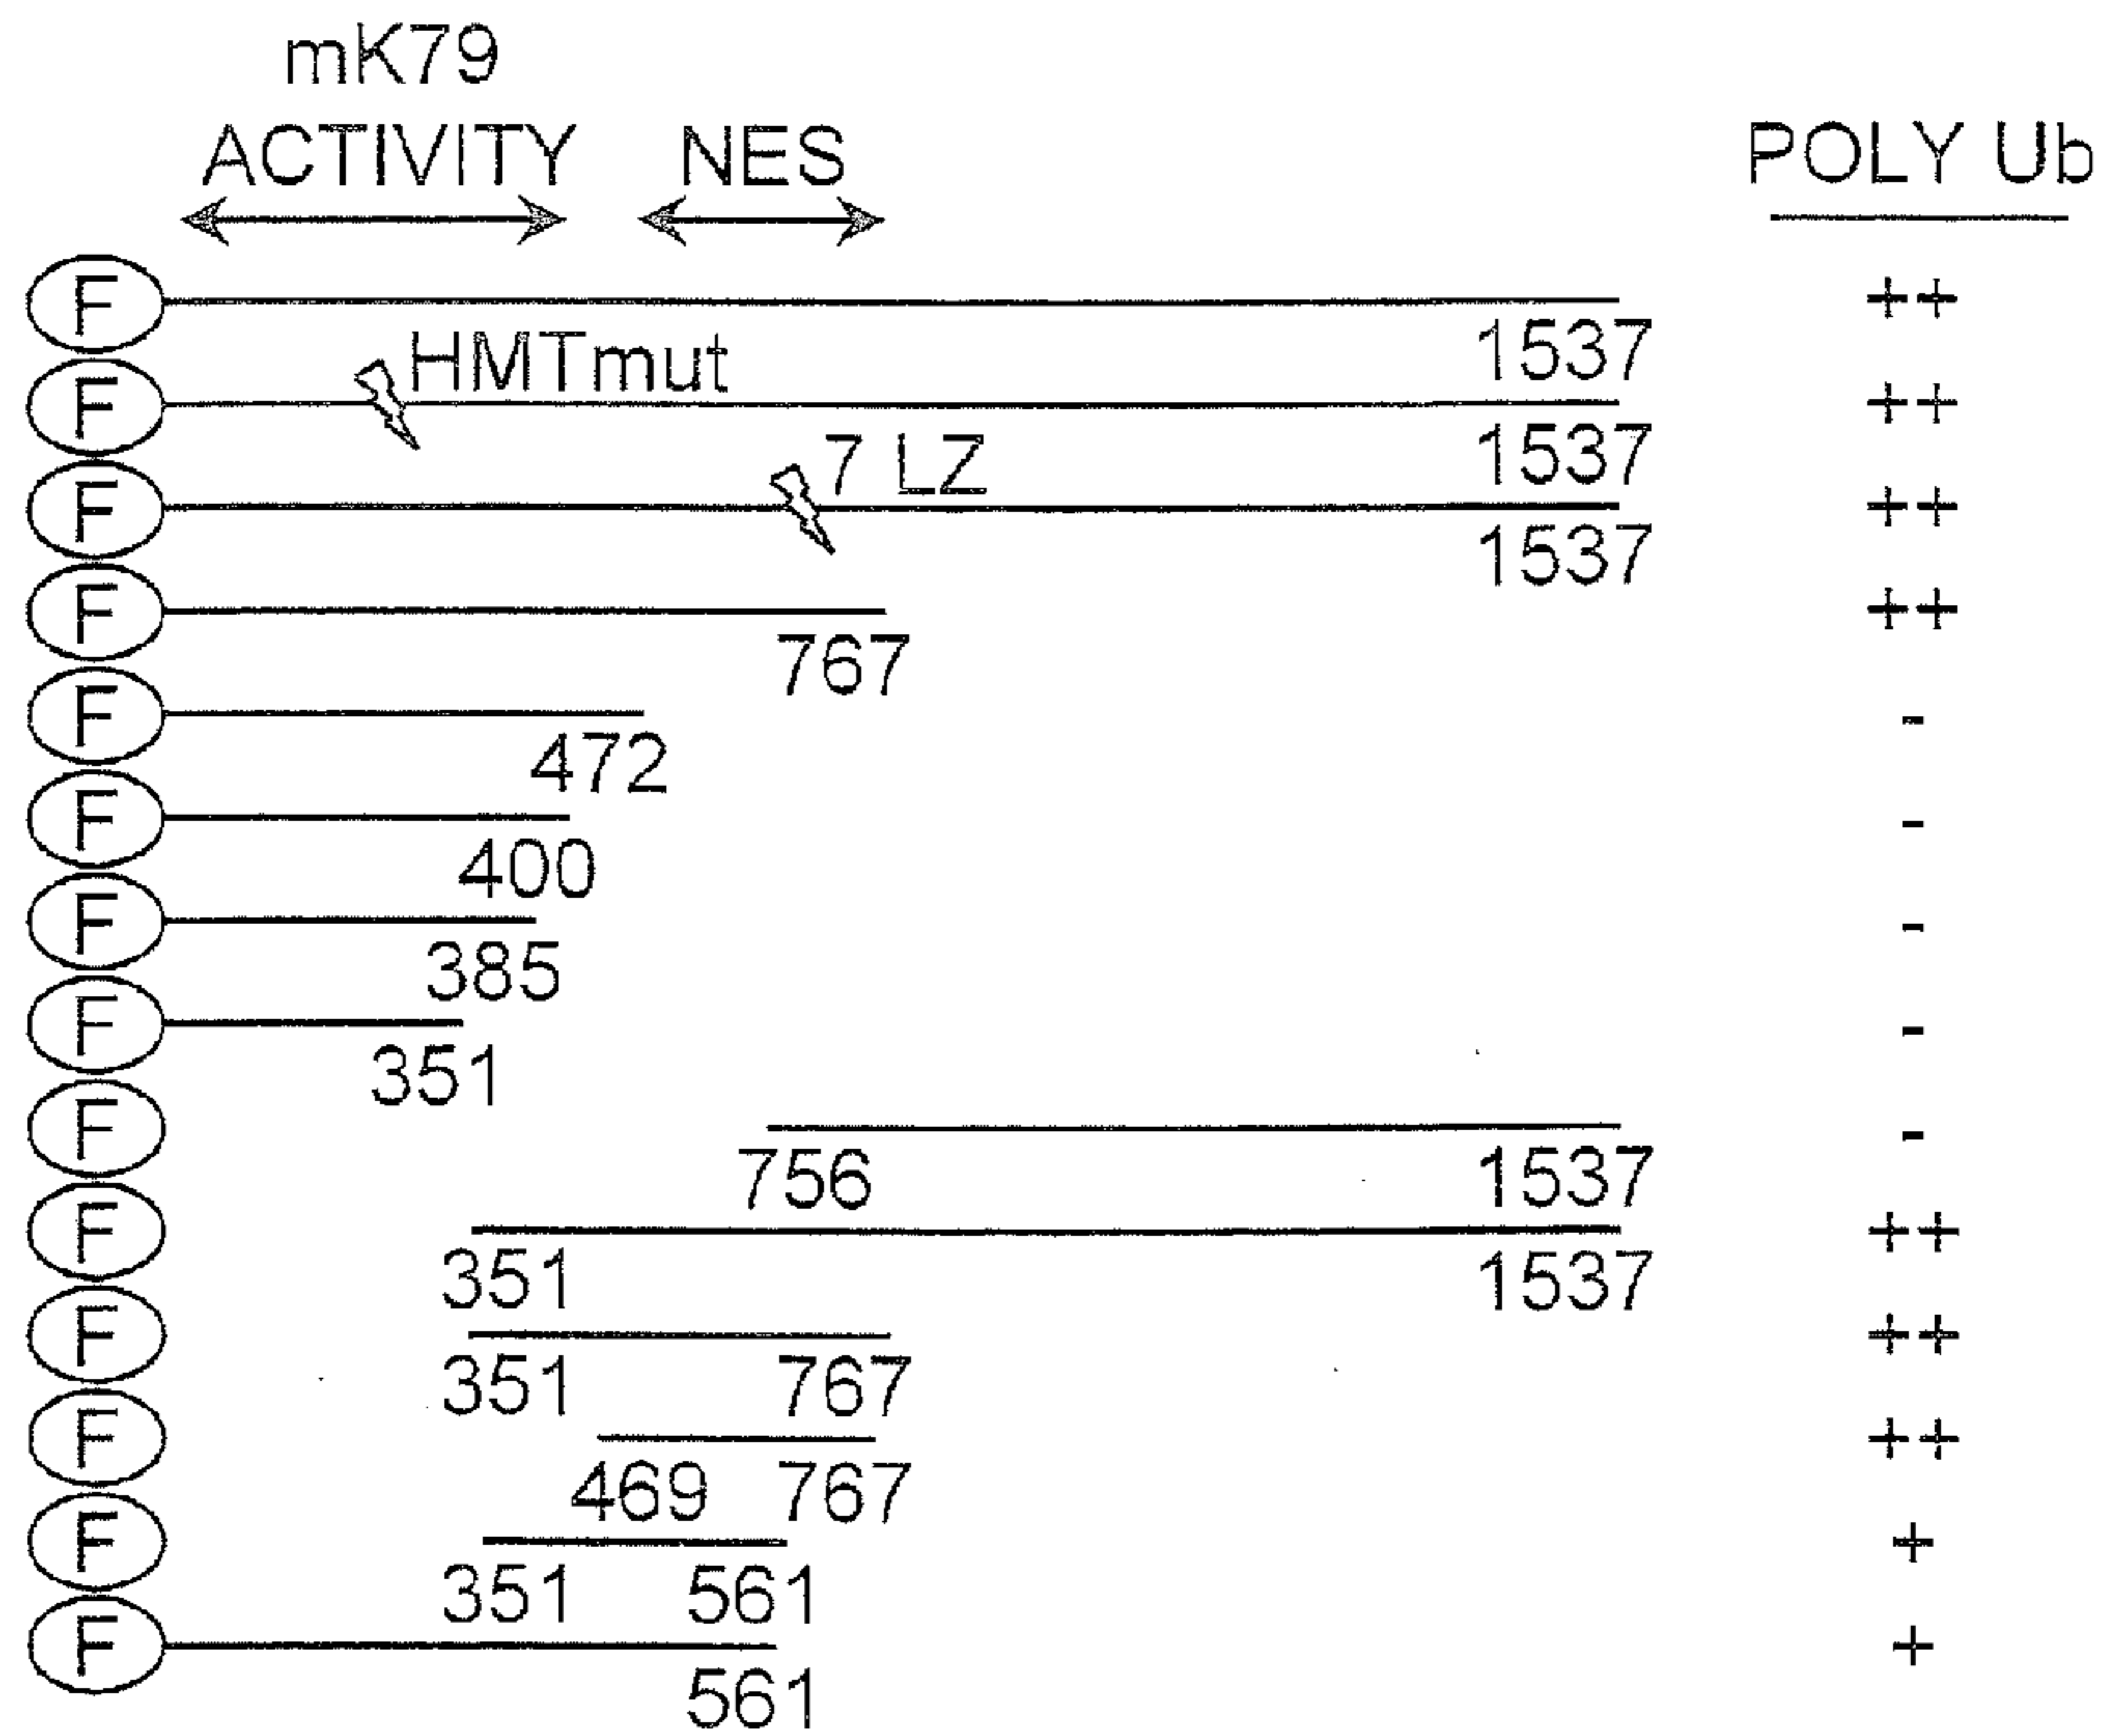 mK79
ACTIVITY NES POLY Ub
F ++
1537
HMTmut
F ++
1537
7 LZ
F ++
1537
F ++
767
F -
472
F -
400
F -
385
F -
351
F -
756 1537
F ++
351 1537
F ++
351 767
F ++
469 767
F +
351 561
F +
561